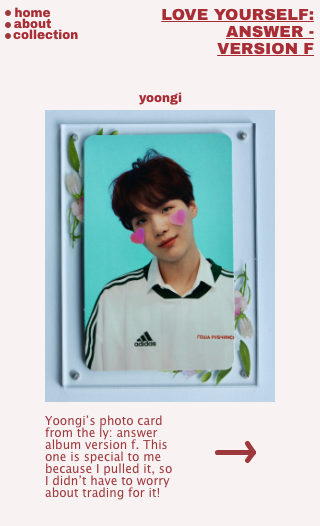 home
about
collection
LOVE YOURSELF:
ANSWER -
VERSION F
yoongi
adidas
Yoongi's photo card
from the ly: answer
album version f. This
one is special to me
because I pulled it, so
I didn't have to worry
about trading for it!